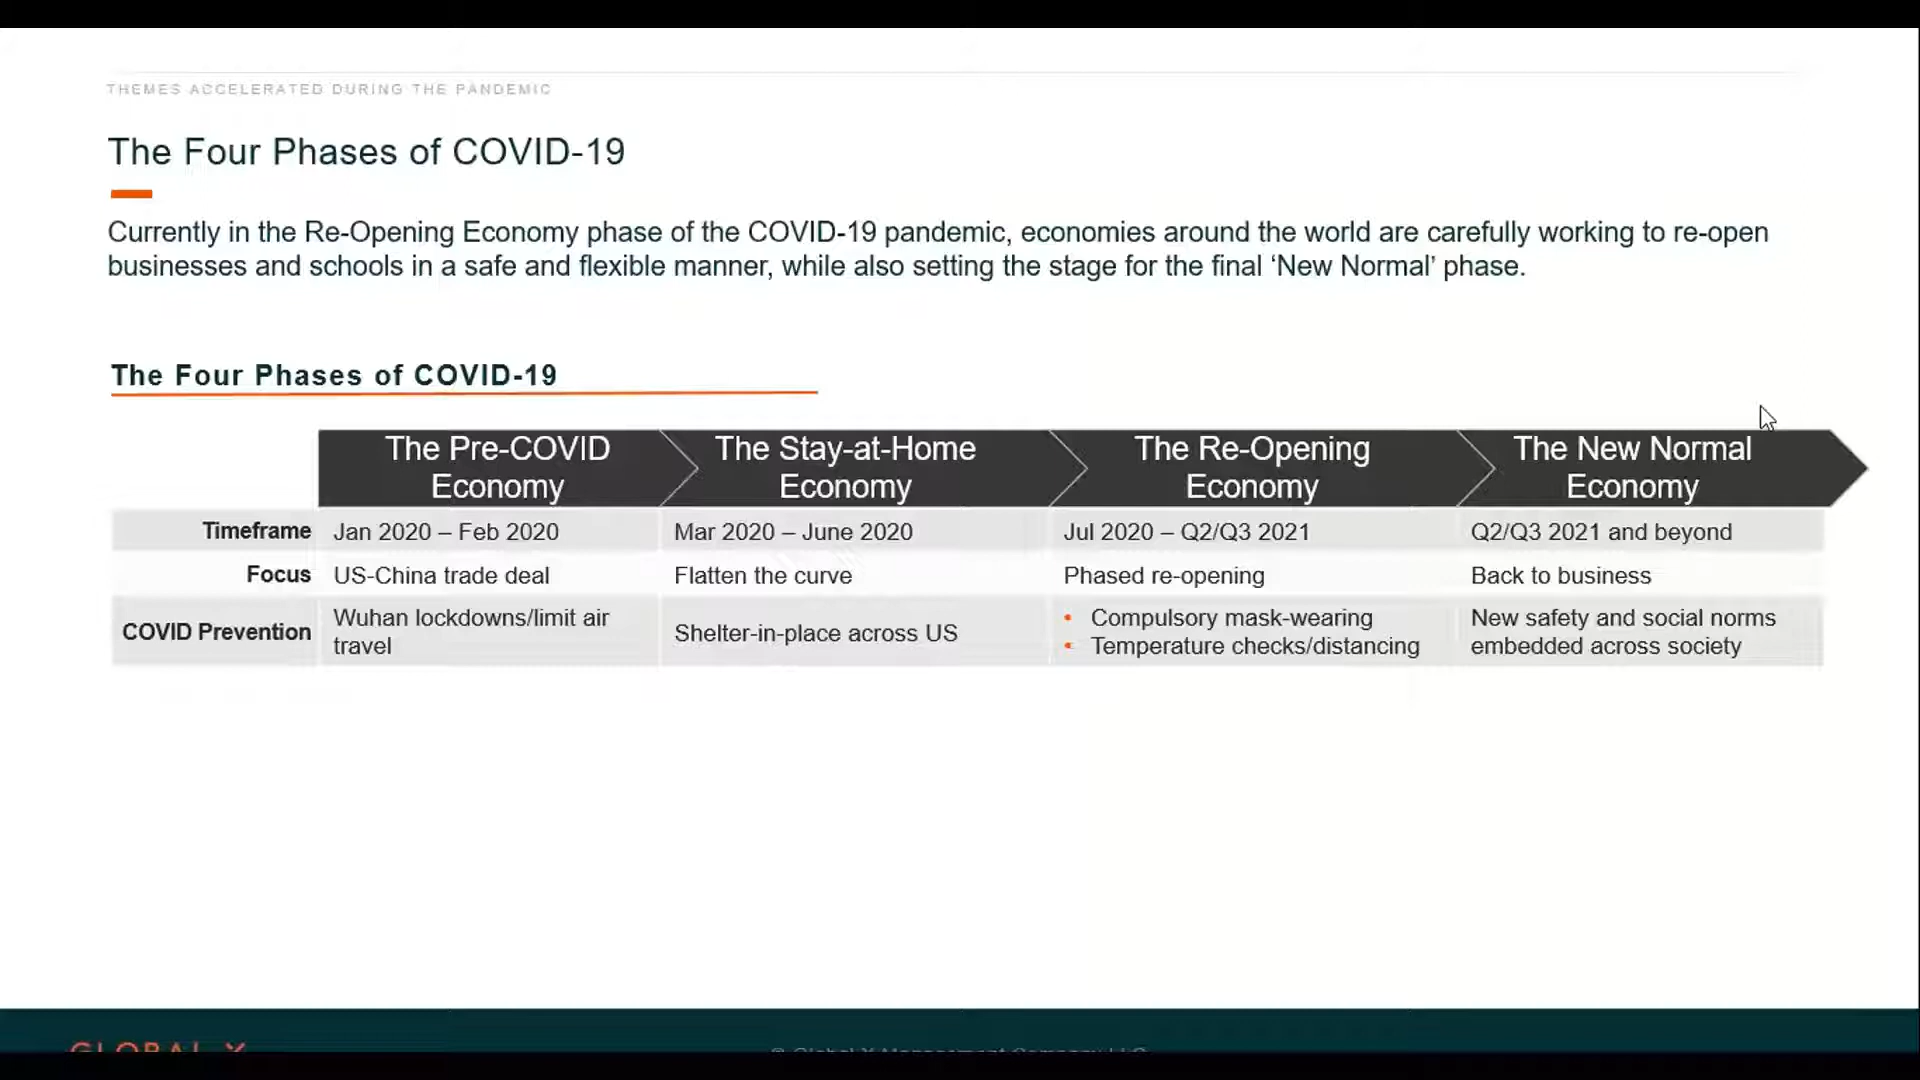 THEMES ACCELERATED DURING THE PANDEMIC
The Four Phases of COVID-19
Currently in the Re-Opening Economy phase of the COVID-19 pandemic, economies around the world are carefully working to re-open
businesses and schools in a safe and flexible manner, while also setting the stage for the final ‘New Normal’ phase.
The Four Phases of COVID-19
The Pre-COVID
Economy
The Stay-at-Home
Economy
The Re-Opening
Economy
The New Normal
Economy
Timeframe
Jan 2020 – Feb 2020
Mar 2020 – June 2020
Jul 2020 – Q2/Q3 2021
Q2/Q3 2021 and beyond
Focus
US-China trade deal
Flatten the curve
Phased re-opening
Back to business
COVID Prevention
Wuhan lockdowns/limit air
travel
Shelter-in-place across US
• Compulsory mask-wearing
• Temperature checks/distancing
New safety and social norms
embedded across society
GLOBAL X
© Global X Management Company LLC